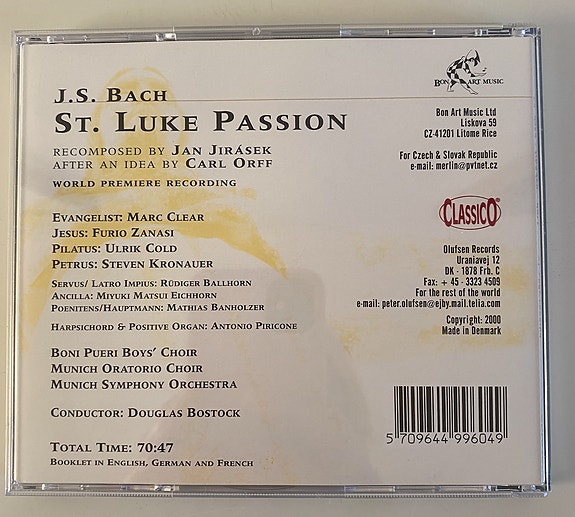 J.S. Bach
St. Luke Passion
recomposed by Jan Jirásek
after an idea by Carl Orff
world premiere recording
Evangelist: Marc Clear
Jesus: Furio Zanasi
Pilatus: Ulrik Cold
Petrus: Steven Kronauer
Servus/ Latro Impius: Rüdiger Ballhorn
Ancilla: Miyuki Matsui Eichhorn
Poenitens/Hauptmann: Mathias Banholzer
Harpsichord & Positive Organ: Antonio Piricone
Boni Pueri Boys' Choir
Munich Oratorio Choir
Munich Symphony Orchestra
Conductor: Douglas Bostock
Total Time: 70:47
Booklet in English, German and French
Bon Art Music
Bon Art Music Ltd
Liskova 59
CZ-41201 Litome Rice
For Czech & Slovak Republic
e-mail: merlin@pvtnet.cz
CLASSICO
Olufsen Records
Uraniavej 12
DK - 1878 Frb. C
Fax: + 45 - 3323 4509
For the rest of the world
e-mail: peter.olufsen@ejby.mail.telia.com
Copyright: 2000
Made in Denmark
5 709644 996049